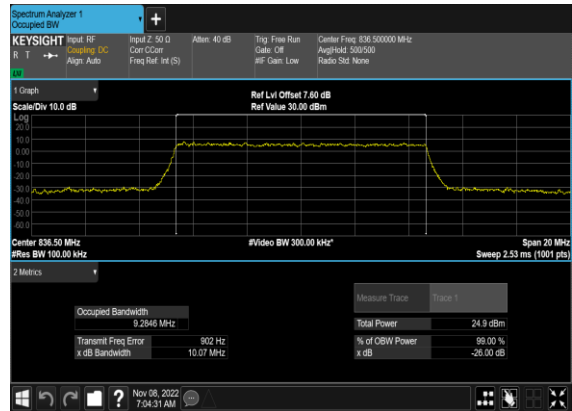 Spectrum Analyzer 1
Occupied BW
+
KEYSIGHT Input: RF Input Z: 50 Ω Atten: 40 dB Trig: Free Run Center Freq: 836.500000 MHz
R T Coupling: DC Corr CCorr Gate: Off Avg|Hold: 500/500
Align: Auto Freq Ref: Int (S) #IF Gain: Low Radio Std: None
1 Graph
Ref Lvl Offset 7.60 dB
Scale/Div 10.0 dB Ref Value 30.00 dBm
Log
20.0
10.0
0.00
-10.0
-20.0
-30.0
-40.0
-50.0
-60.0
Center 836.50 MHz #Video BW 300.00 kHz* Span 20 MHz
#Res BW 100.00 kHz Sweep 2.53 ms (1001 pts)
2 Metrics
Measure Trace Trace 1
Occupied Bandwidth
9.2846 MHz Total Power 24.9 dBm
Transmit Freq Error 902 Hz % of OBW Power 99.00 %
x dB Bandwidth 10.07 MHz x dB -26.00 dB
? Nov 08, 2022
7:04:31 AM